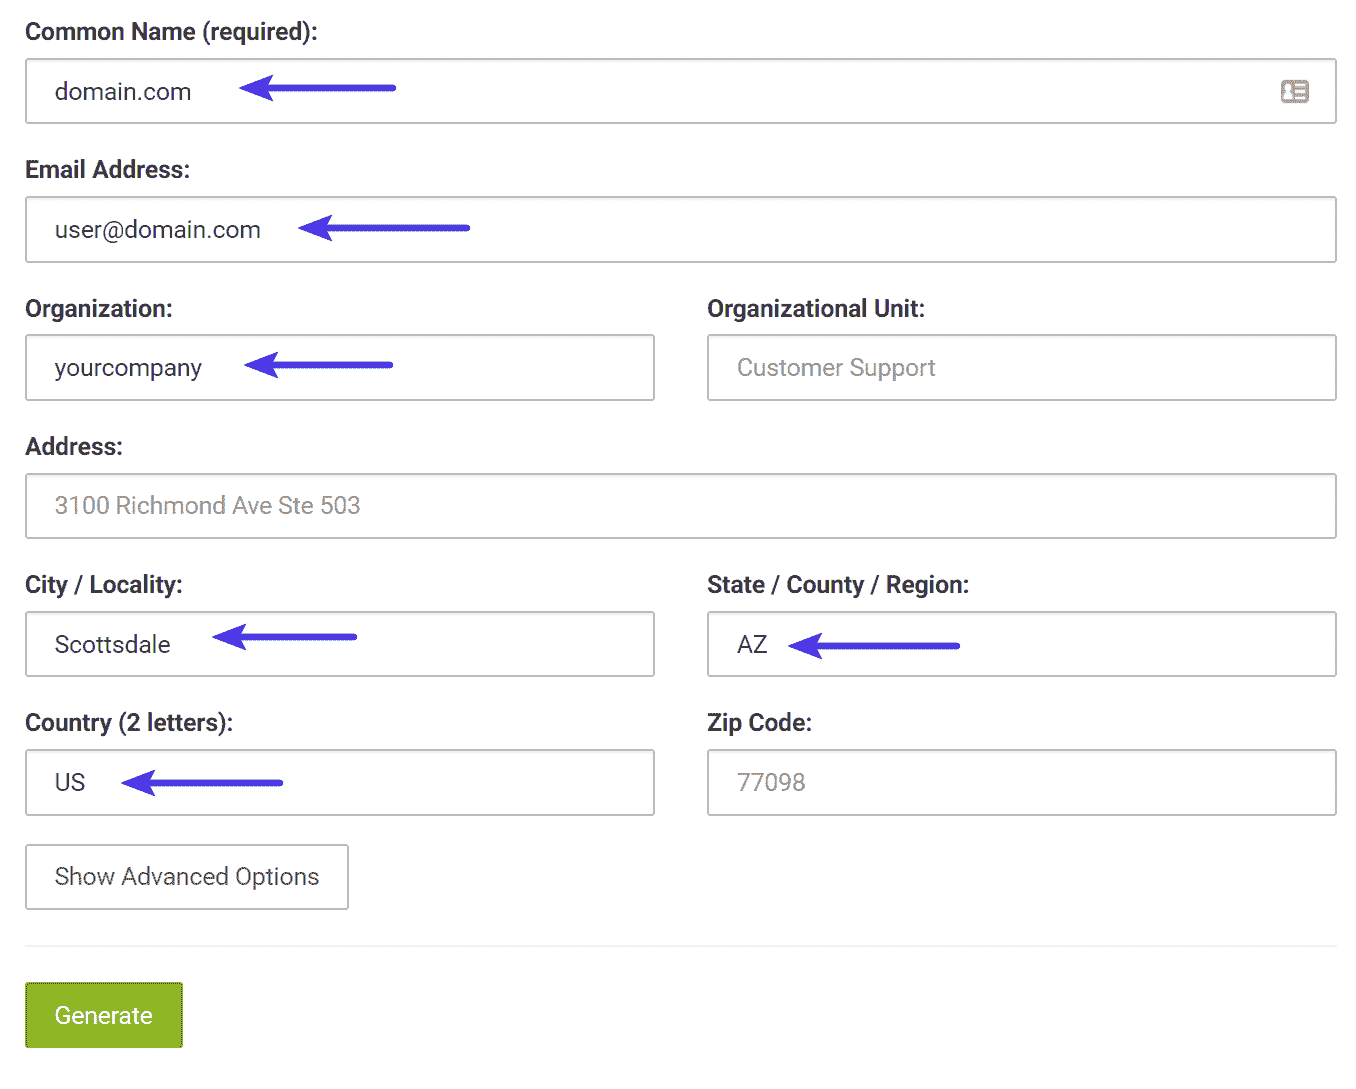 Common Name (required):
domain.com
Email Address:
user@domain.com
Organization:
Organizational Unit:
yourcompany
Customer Support
Address:
3100 Richmond Ave Ste 503
City / Locality:
State / County / Region:
Scottsdale
AZ
Country (2 letters):
Zip Code:
US
77098
Show Advanced Options
Generate